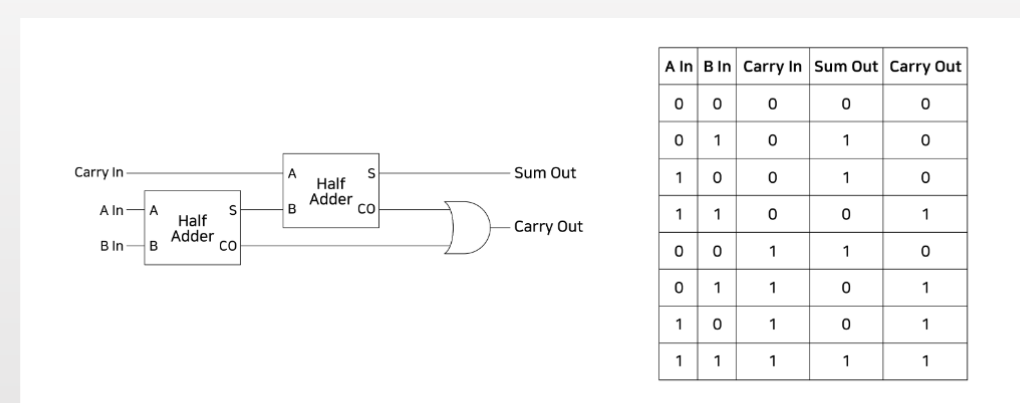 Carry In
A In
B In
A
B
Half
Adder
S
CO
A
B
Half
Adder
S
CO
Sum Out
Carry Out
A In B In Carry In Sum Out Carry Out
0 0 0 0 0
0 1 0 1 0
1 0 0 1 0
1 1 0 0 1
0 0 1 1 0
0 1 1 0 1
1 0 1 0 1
1 1 1 1 1